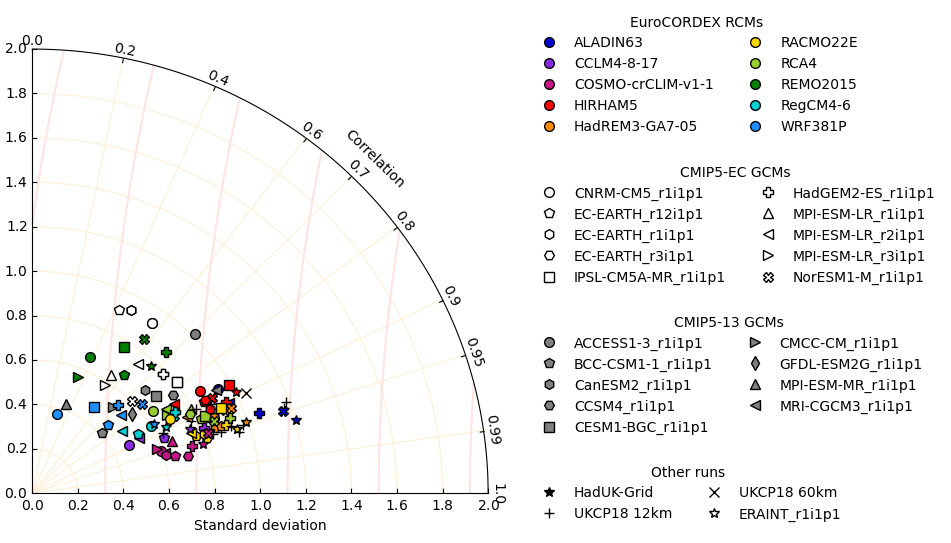 0.0
0.2
0.4
0.6
Correlation
0.7
0.8
0.9
0.95
0.99
1.0
2.0
1.8
1.6
1.4
1.2
1.0
0.8
0.6
0.4
0.2
0.0
0.0 0.2 0.4 0.6 0.8 1.0 1.2 1.4 1.6 1.8 2.0
Standard deviation
EuroCORDEX RCMs
ALADIN63 RACMO22E
CCLM4-8-17 RCA4
COSMO-crCLIM-v1-1 REMO2015
HIRHAM5 RegCM4-6
HadREM3-GA7-05 WRF381P
CMIP5-EC GCMs
CNRM-CM5_r1i1p1 HadGEM2-ES_r1i1p1
EC-EARTH_r12i1p1 MPI-ESM-LR_r1i1p1
EC-EARTH_r1i1p1 MPI-ESM-LR_r2i1p1
EC-EARTH_r3i1p1 MPI-ESM-LR_r3i1p1
IPSL-CM5A-MR_r1i1p1 NorESM1-M_r1i1p1
CMIP5-13 GCMs
ACCESS1-3_r1i1p1 CMCC-CM_r1i1p1
BCC-CSM1-1_r1i1p1 GFDL-ESM2G_r1i1p1
CanESM2_r1i1p1 MPI-ESM-MR_r1i1p1
CCSM4_r1i1p1 MRI-CGCM3_r1i1p1
CESM1-BGC_r1i1p1
Other runs
HadUK-Grid UKCP18 60km
UKCP18 12km ERAINT_r1i1p1